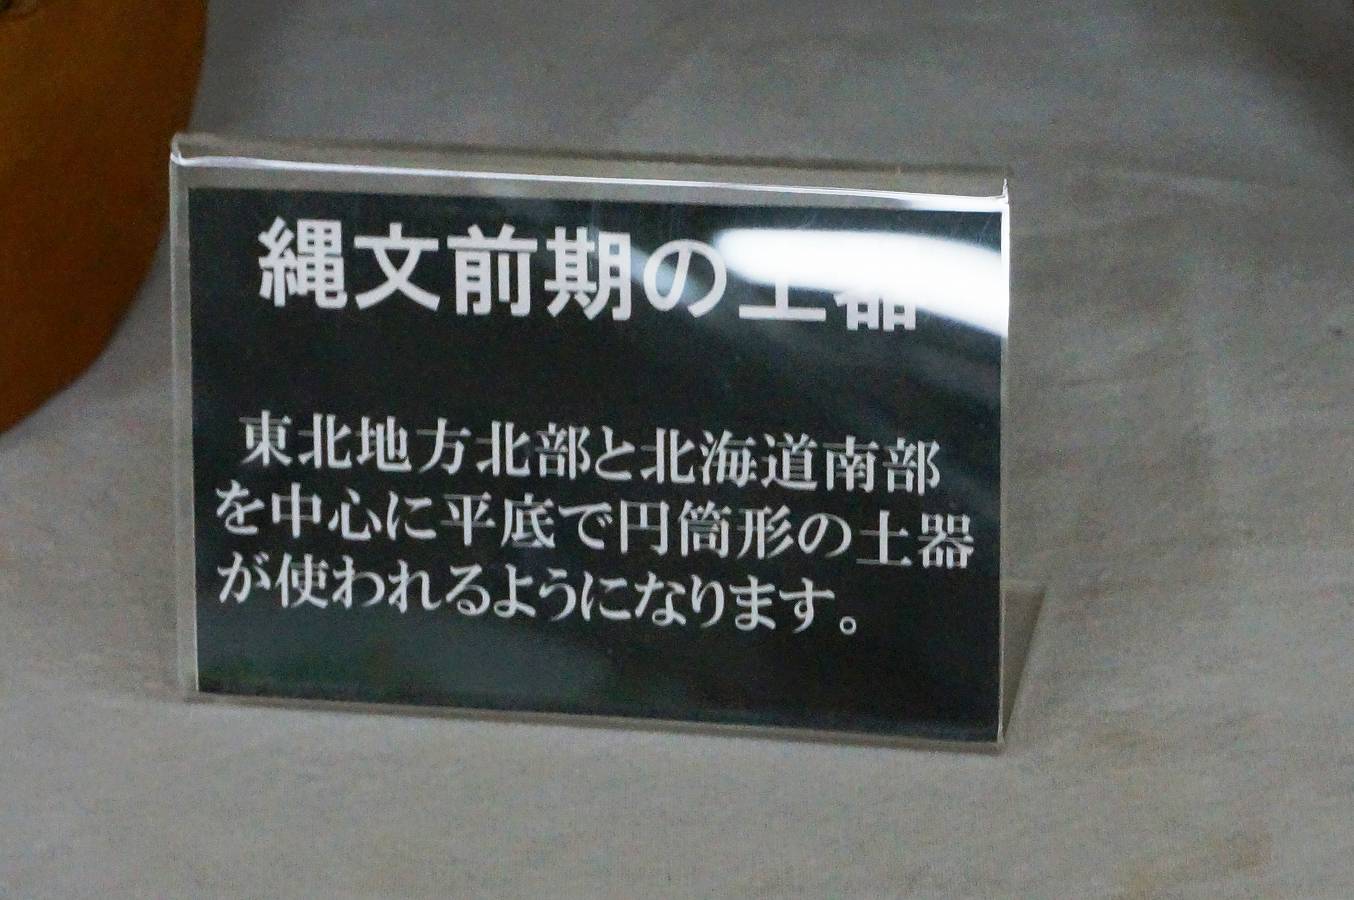 縄文前期の土器
東北地方北部と北海道南部
を中心に平底で円筒形の土器
が使われるようになります。